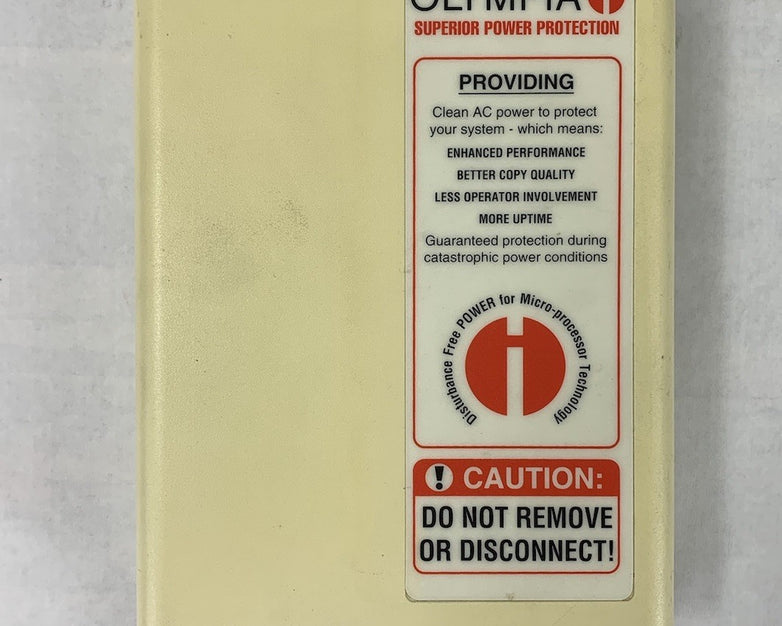 OLYMPIA
SUPERIOR POWER PROTECTION
PROVIDING
Clean AC power to protect
your system - which means:
ENHANCED PERFORMANCE
BETTER COPY QUALITY
LESS OPERATOR INVOLVEMENT
MORE UPTIME
Guaranteed protection during
catastrophic power conditions
Disturbance Free POWER for Micro-processor Technology
! CAUTION:
DO NOT REMOVE
OR DISCONNECT!